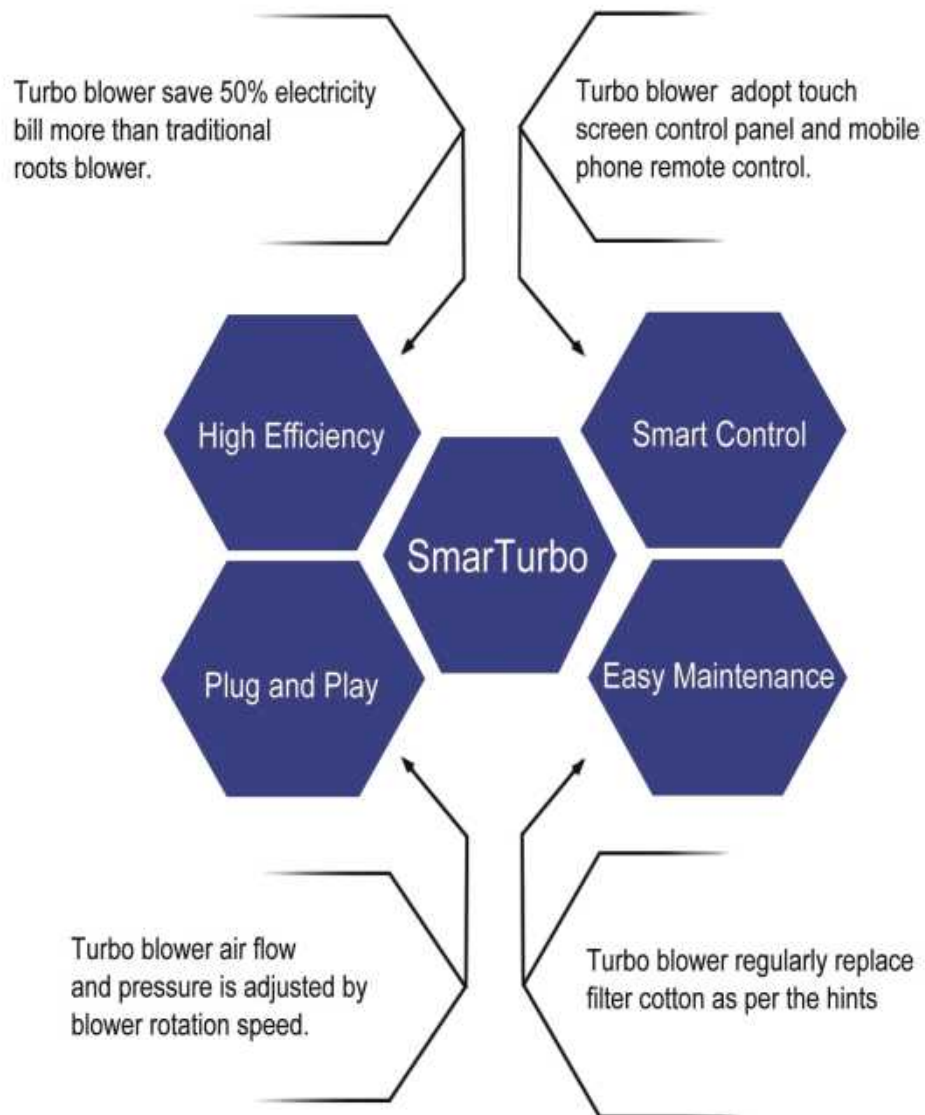 Turbo blower save 50% electricity
bill more than traditional
roots blower.
Turbo blower adopt touch
screen control panel and mobile
phone remote control.
High Efficiency
Smart Control
SmarTurbo
Plug and Play
Easy Maintenance
Turbo blower air flow
and pressure is adjusted by
blower rotation speed.
Turbo blower regularly replace
filter cotton as per the hints